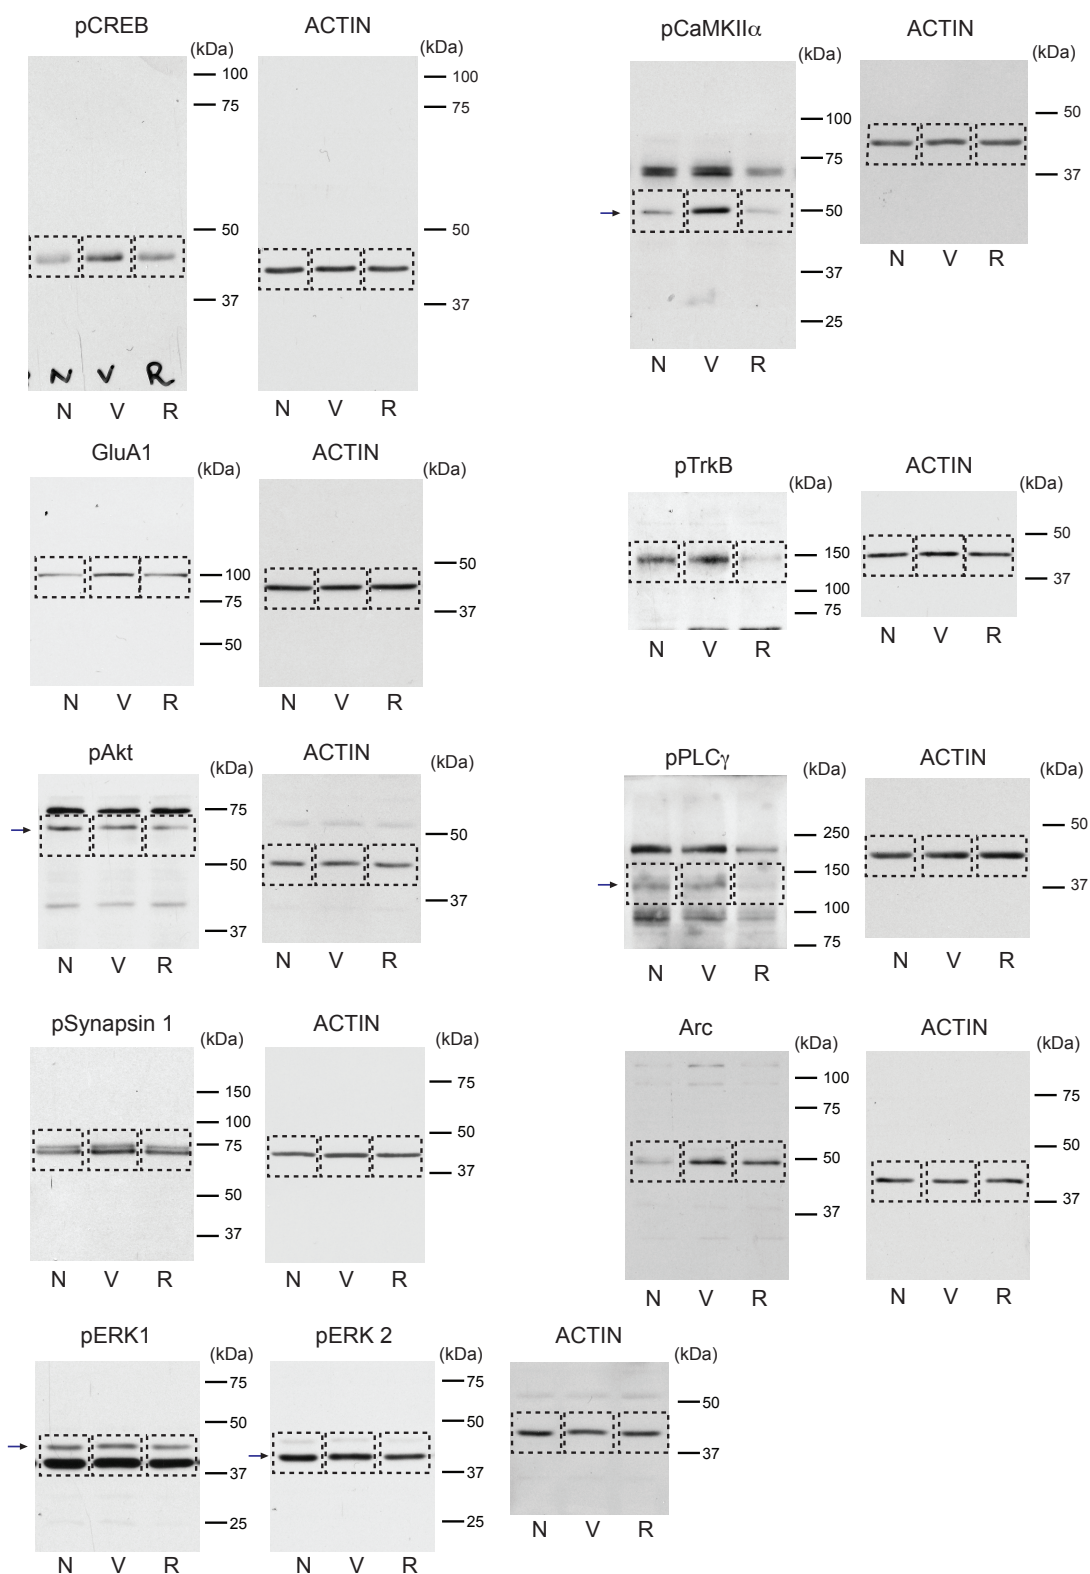 pCREB
(kDa)
100
75
50
37
N V R
N V R
ACTIN
(kDa)
100
75
50
37
N V R
pCaMKIIα
(kDa)
100
75
50
37
25
N V R
ACTIN
(kDa)
50
37
N V R
GluA1
(kDa)
100
75
50
N V R
ACTIN
(kDa)
50
37
N V R
pTrkB
(kDa)
150
100
75
N V R
ACTIN
(kDa)
50
37
N V R
pAkt
(kDa)
75
50
37
N V R
ACTIN
(kDa)
50
37
N V R
pPLCγ
(kDa)
250
150
100
75
N V R
ACTIN
(kDa)
50
37
N V R
pSynapsin 1
(kDa)
150
100
75
50
37
N V R
ACTIN
(kDa)
75
50
37
N V R
Arc
(kDa)
100
75
50
37
N V R
ACTIN
(kDa)
75
50
37
N V R
pERK1
(kDa)
75
50
37
25
N V R
pERK 2
(kDa)
75
50
37
25
N V R
ACTIN
(kDa)
50
37
N V R